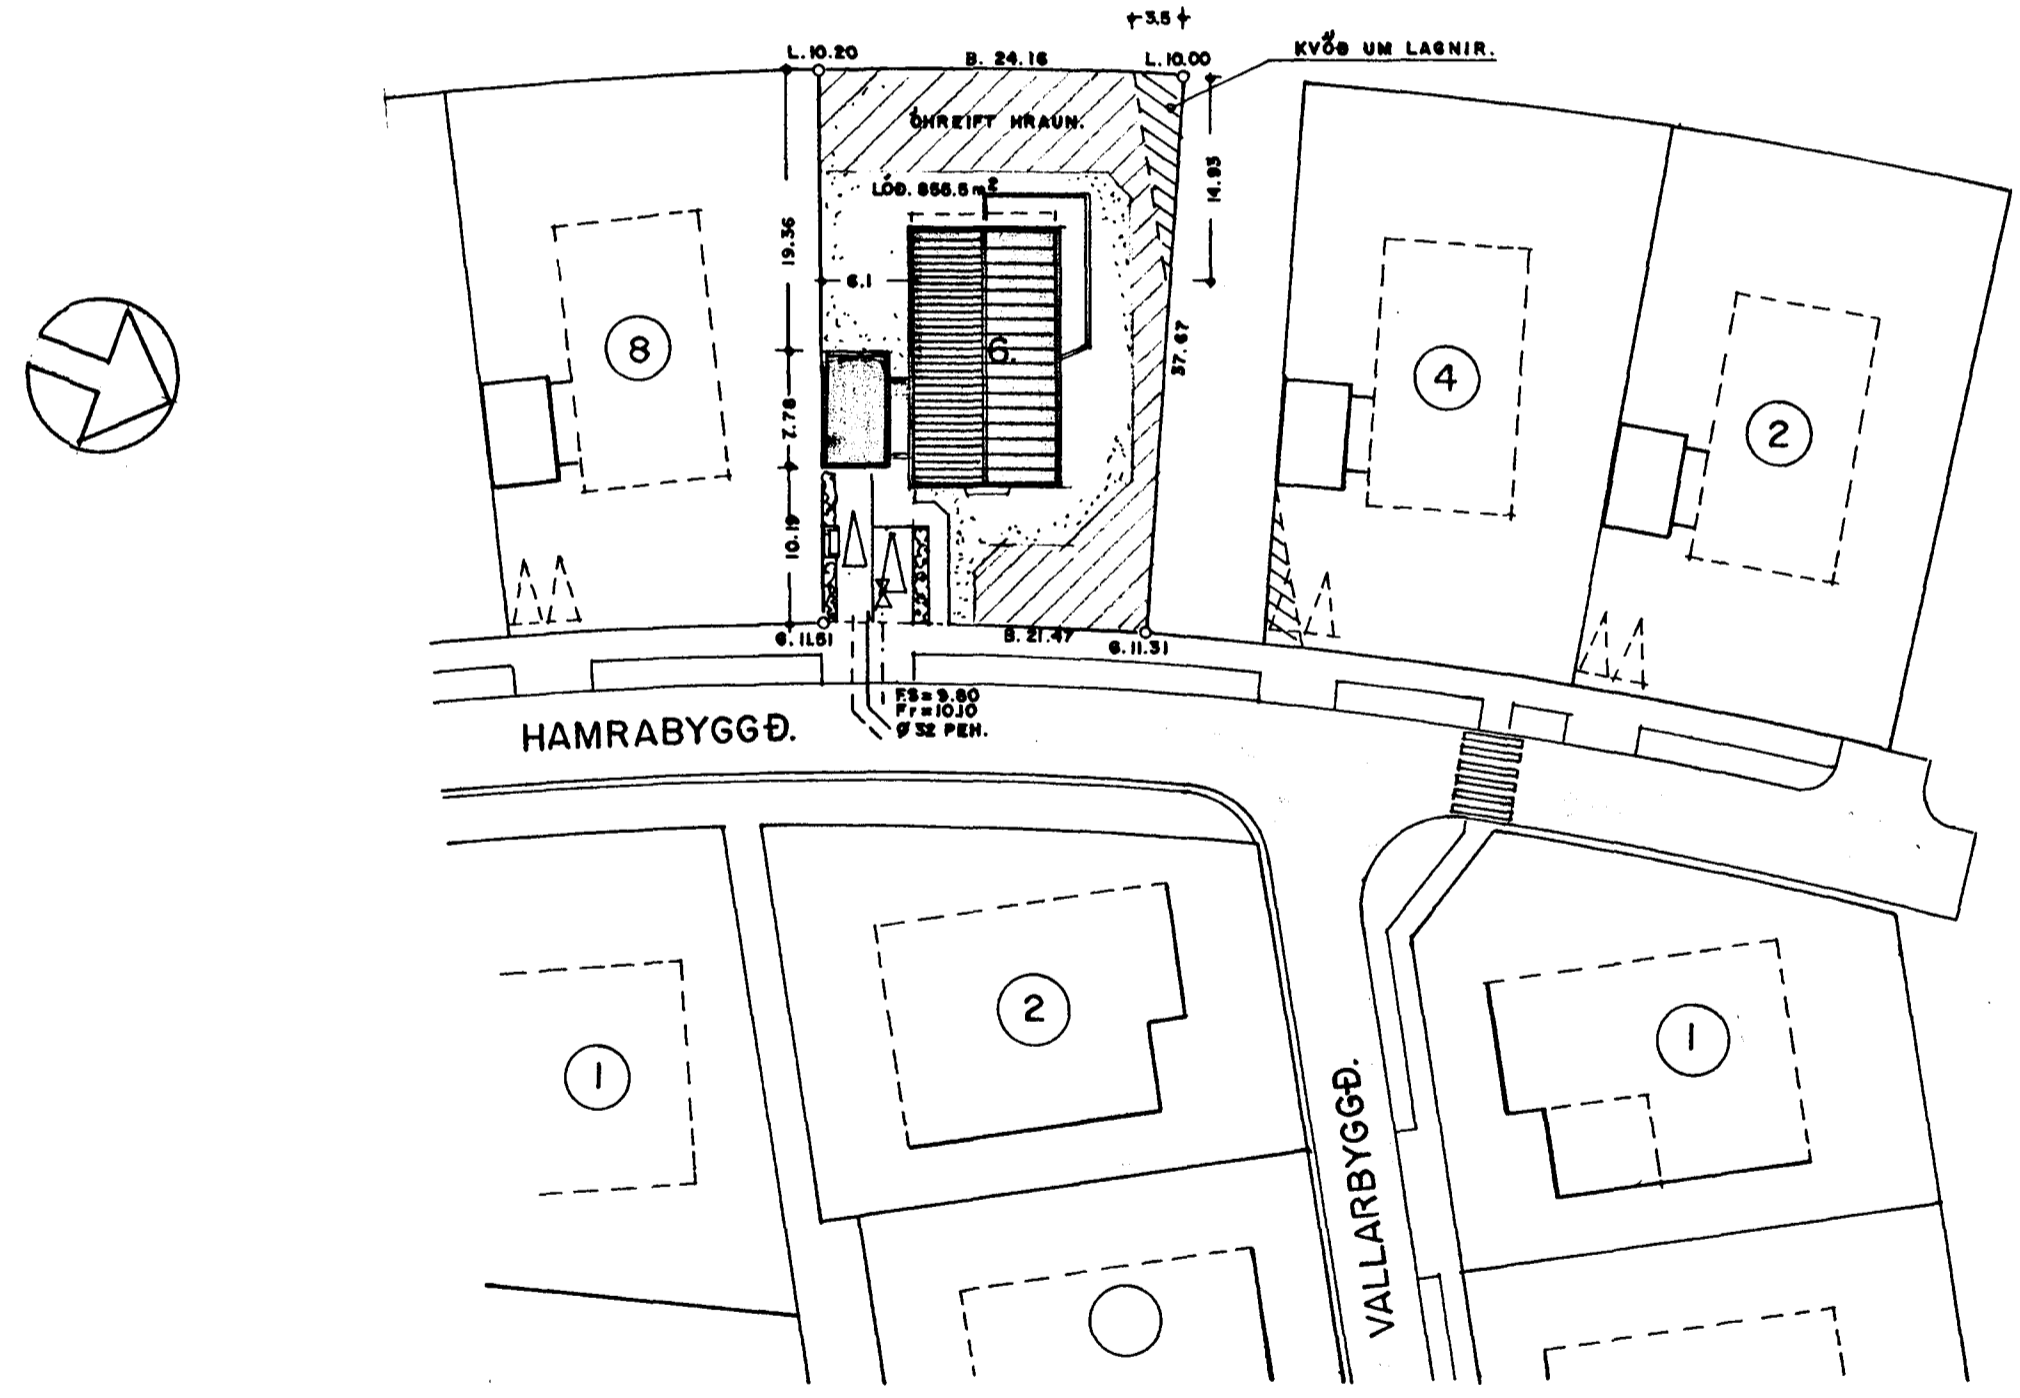 3.5
L. 10.20
B. 24.16
L. 10.00
KVÖÐ UM LAGNIR.
ÓHREIFT HRAUN.
14.93
LÓÐ. 855.5 m²
19.36
6.1
8
6.
37.67
4
2
7.78
10.19
G. 11.51
B. 21.47
G. 11.31
F.S = 9.80
Fr = 10.10
Ø 32 PEH.
HAMRABYGGÐ.
2
1
1
VALLARBYGGÐ.